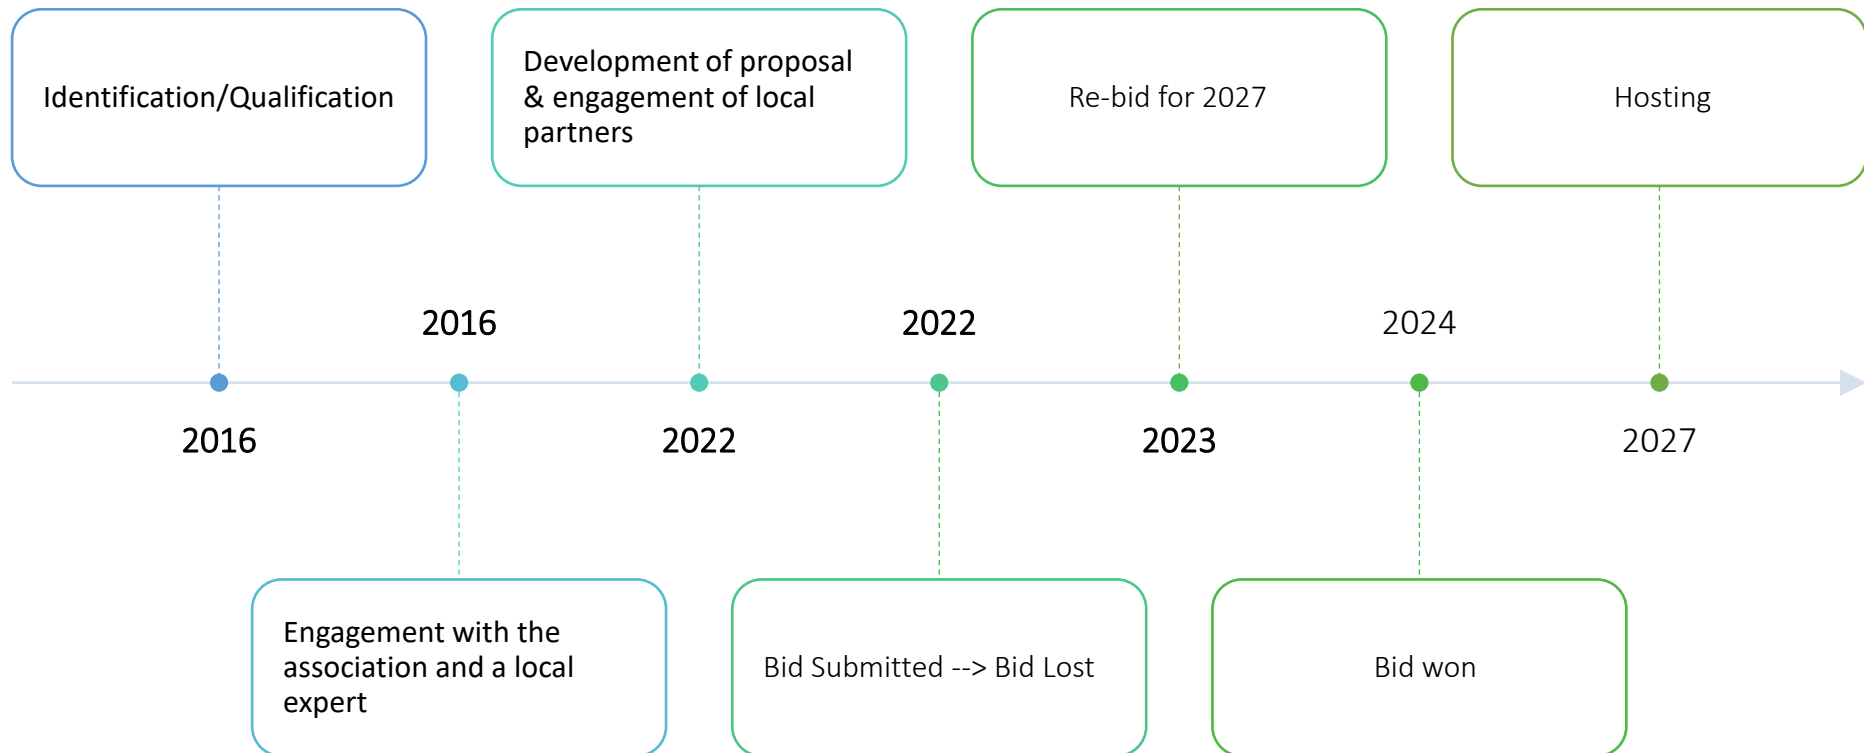 Identification/Qualification
Development of proposal
& engagement of local
partners
Re-bid for 2027
Hosting
2016
2022
2024
2016
2022
2023
2027
Engagement with the
association and a local
expert
Bid Submitted --> Bid Lost
Bid won